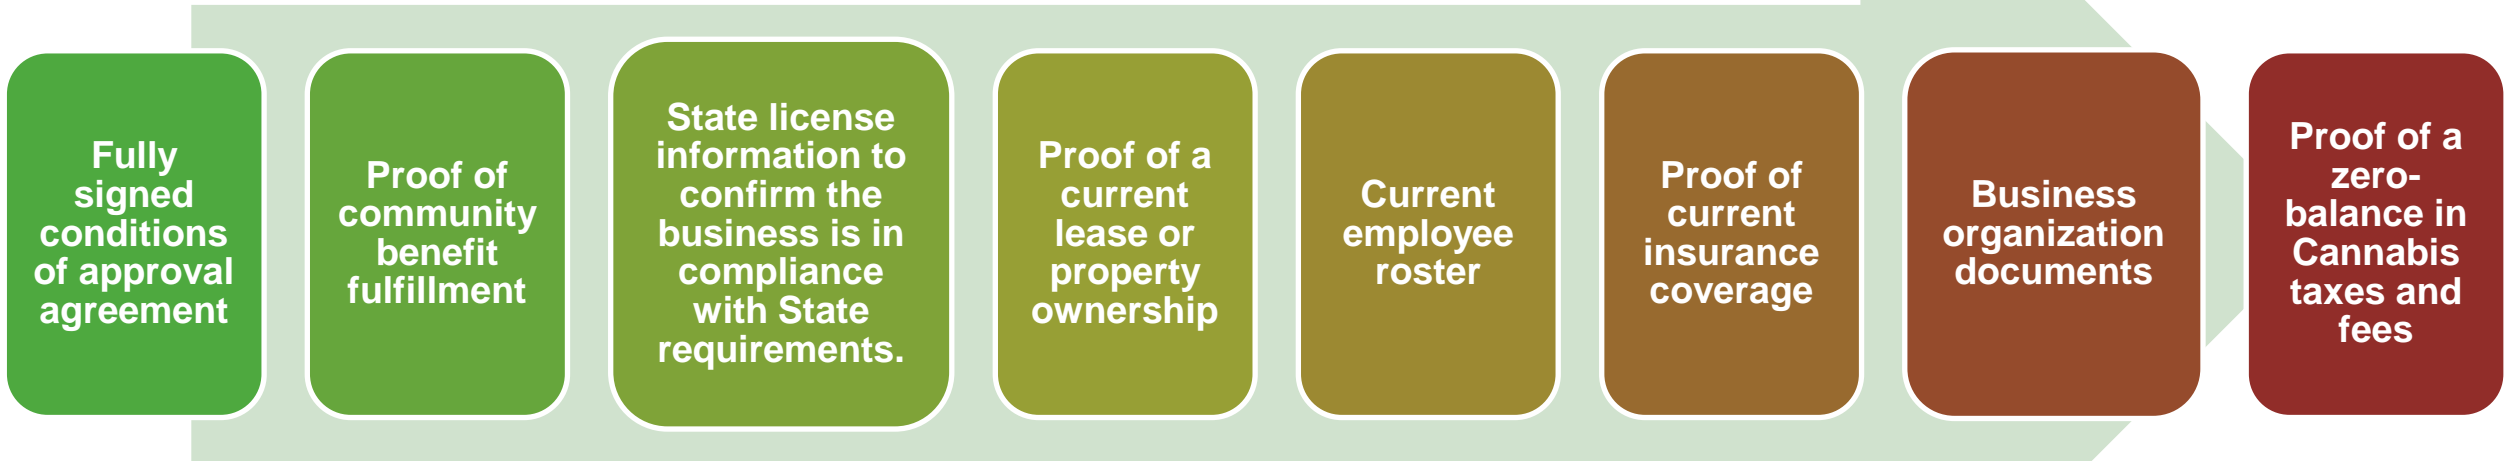 Fully
signed
conditions
of approval
agreement
Proof of
community
benefit
fulfillment
State license
information to
confirm the
business is in
compliance
with State
requirements.
Proof of a
current
lease or
property
ownership
Current
employee
roster
Proof of
current
insurance
coverage
Business
organization
documents
Proof of a
zero-
balance in
Cannabis
taxes and
fees